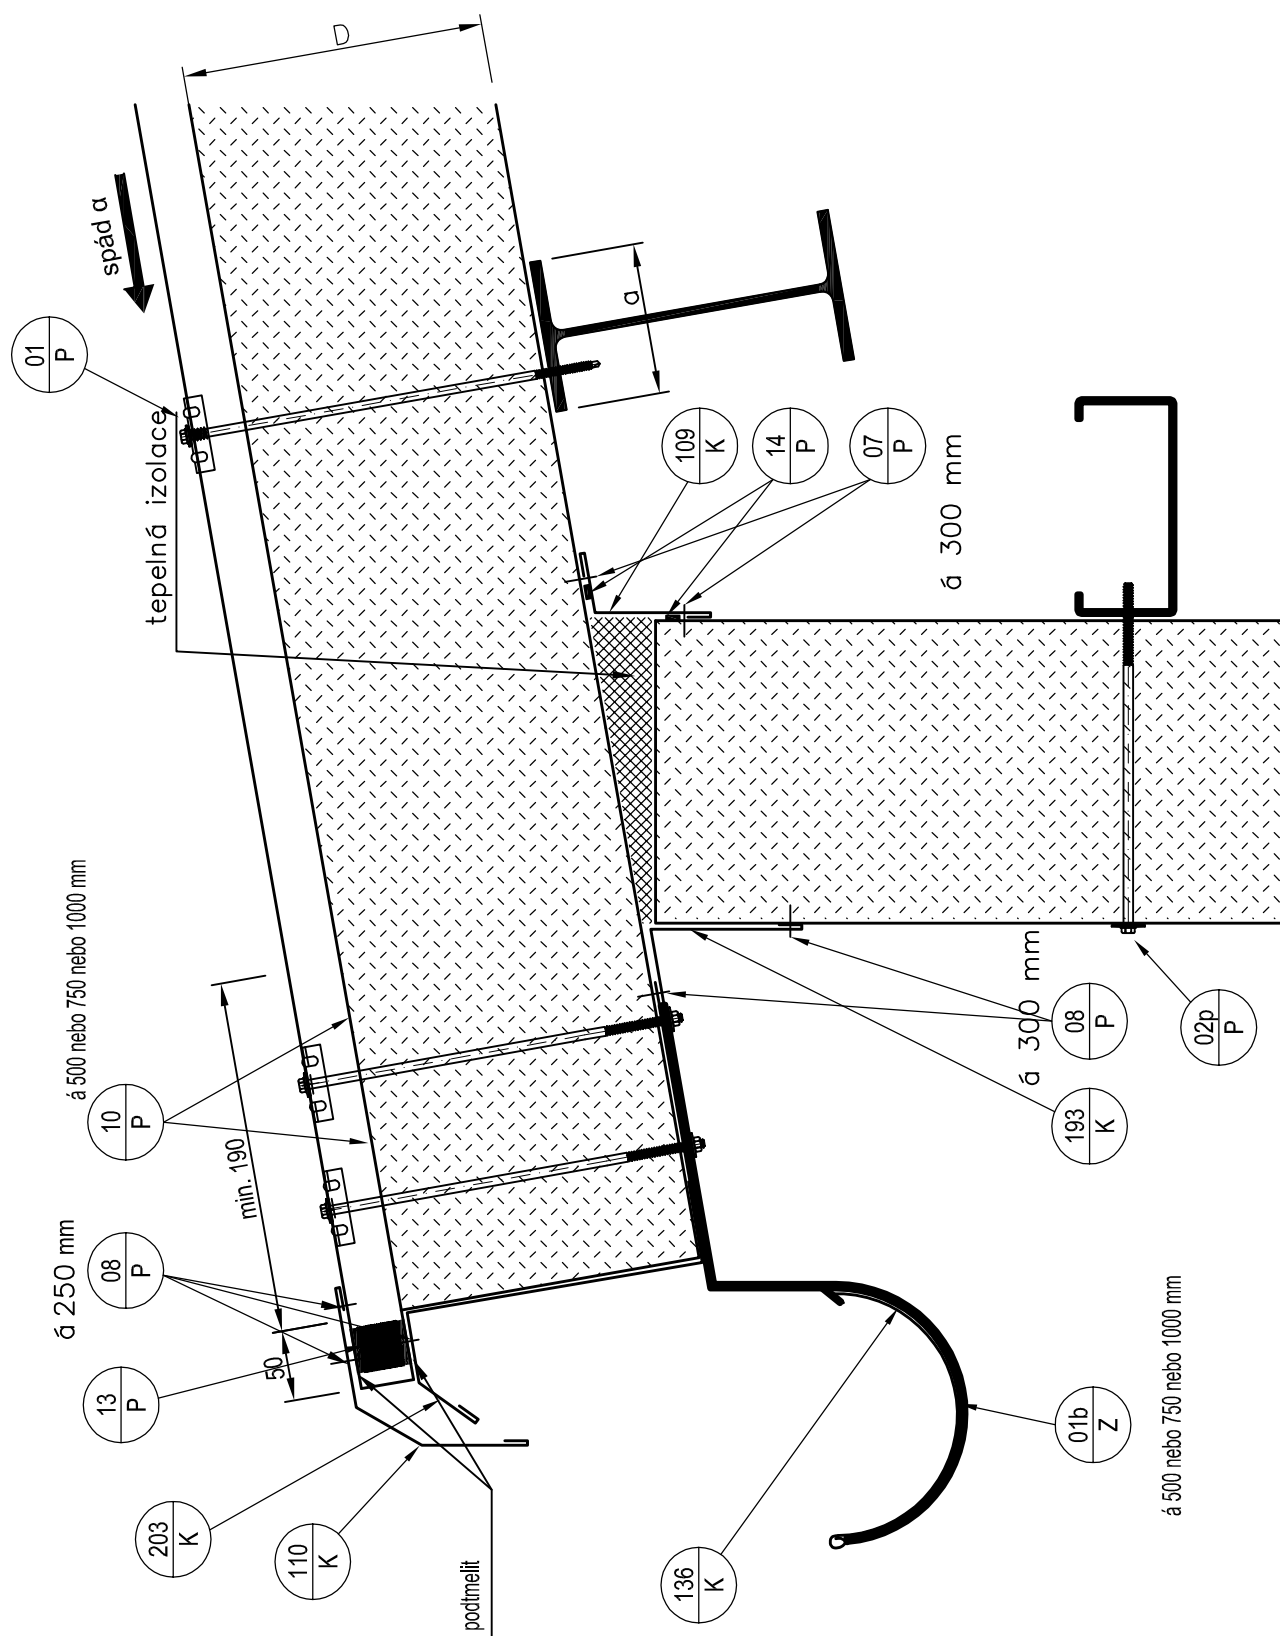 D
spád α
01
P
tepelná izolace
a
109
K
14
P
07
P
á 300 mm
á 500 nebo 750 nebo 1000 mm
10
P
min. 190
á 250 mm
08
P
50
13
P
203
K
110
K
podtmelit
á 300 mm
08
P
193
K
02p
P
136
K
01b
Z
á 500 nebo 750 nebo 1000 mm